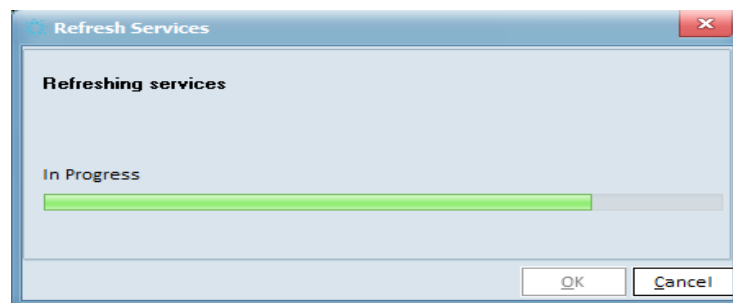 Refresh Services
Refreshing services
In Progress
OK
Cancel